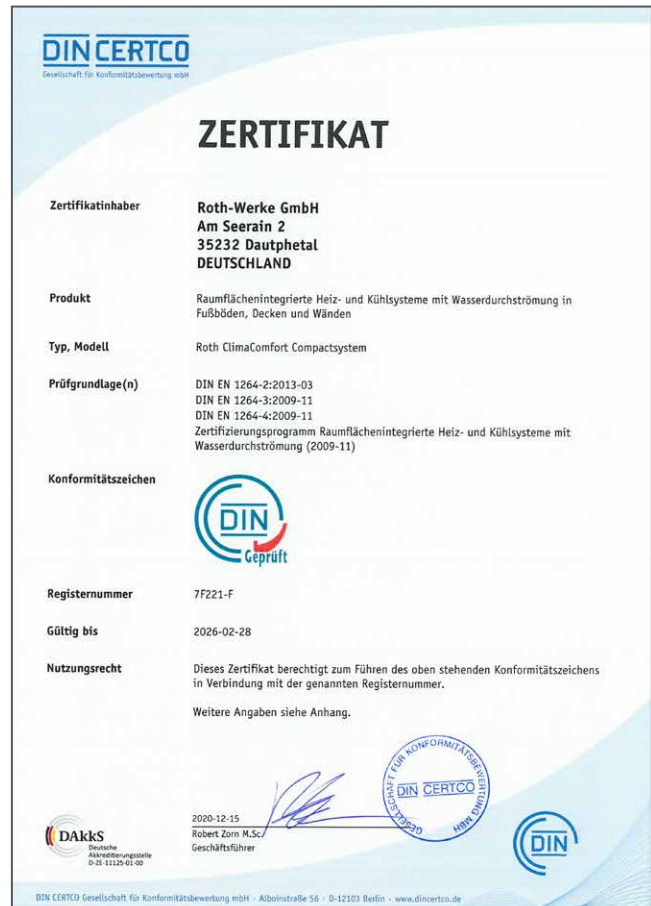 DIN CERTCO
Gesellschaft für Konformitätsbewertung mbH
ZERTIFIKAT
Zertifikatinhaber
Roth-Werke GmbH
Am Seerain 2
35232 Dautphetal
DEUTSCHLAND
Produkt
Raumflächenintegrierte Heiz- und Kühlsysteme mit Wasserdurchströmung in
Fußböden, Decken und Wänden
Typ, Modell
Roth ClimaComfort Compactsystem
Prüfgrundlage(n)
DIN EN 1264-2:2013-03
DIN EN 1264-3:2009-11
DIN EN 1264-4:2009-11
Zertifizierungsprogramm Raumflächenintegrierte Heiz- und Kühlsysteme mit
Wasserdurchströmung (2009-11)
Konformitätszeichen
DIN
Geprüft
Registernummer
7F221-F
Gültig bis
2026-02-28
Nutzungsrecht
Dieses Zertifikat berechtigt zum Führen des oben stehenden Konformitätszeichens
in Verbindung mit der genannten Registernummer.
Weitere Angaben siehe Anhang.
GESELLSCHAFT FÜR KONFORMITÄTSBEWERTUNG MBH
DIN CERTCO
2020-12-15
Robert Zorn M.Sc.
Geschäftsführer
DAkkS
Deutsche
Akkreditierungsstelle
D-ZE-11125-01-00
DIN
DIN CERTCO Gesellschaft für Konformitätsbewertung mbH - Alboinstraße 56 - D-12103 Berlin - www.dincertco.de